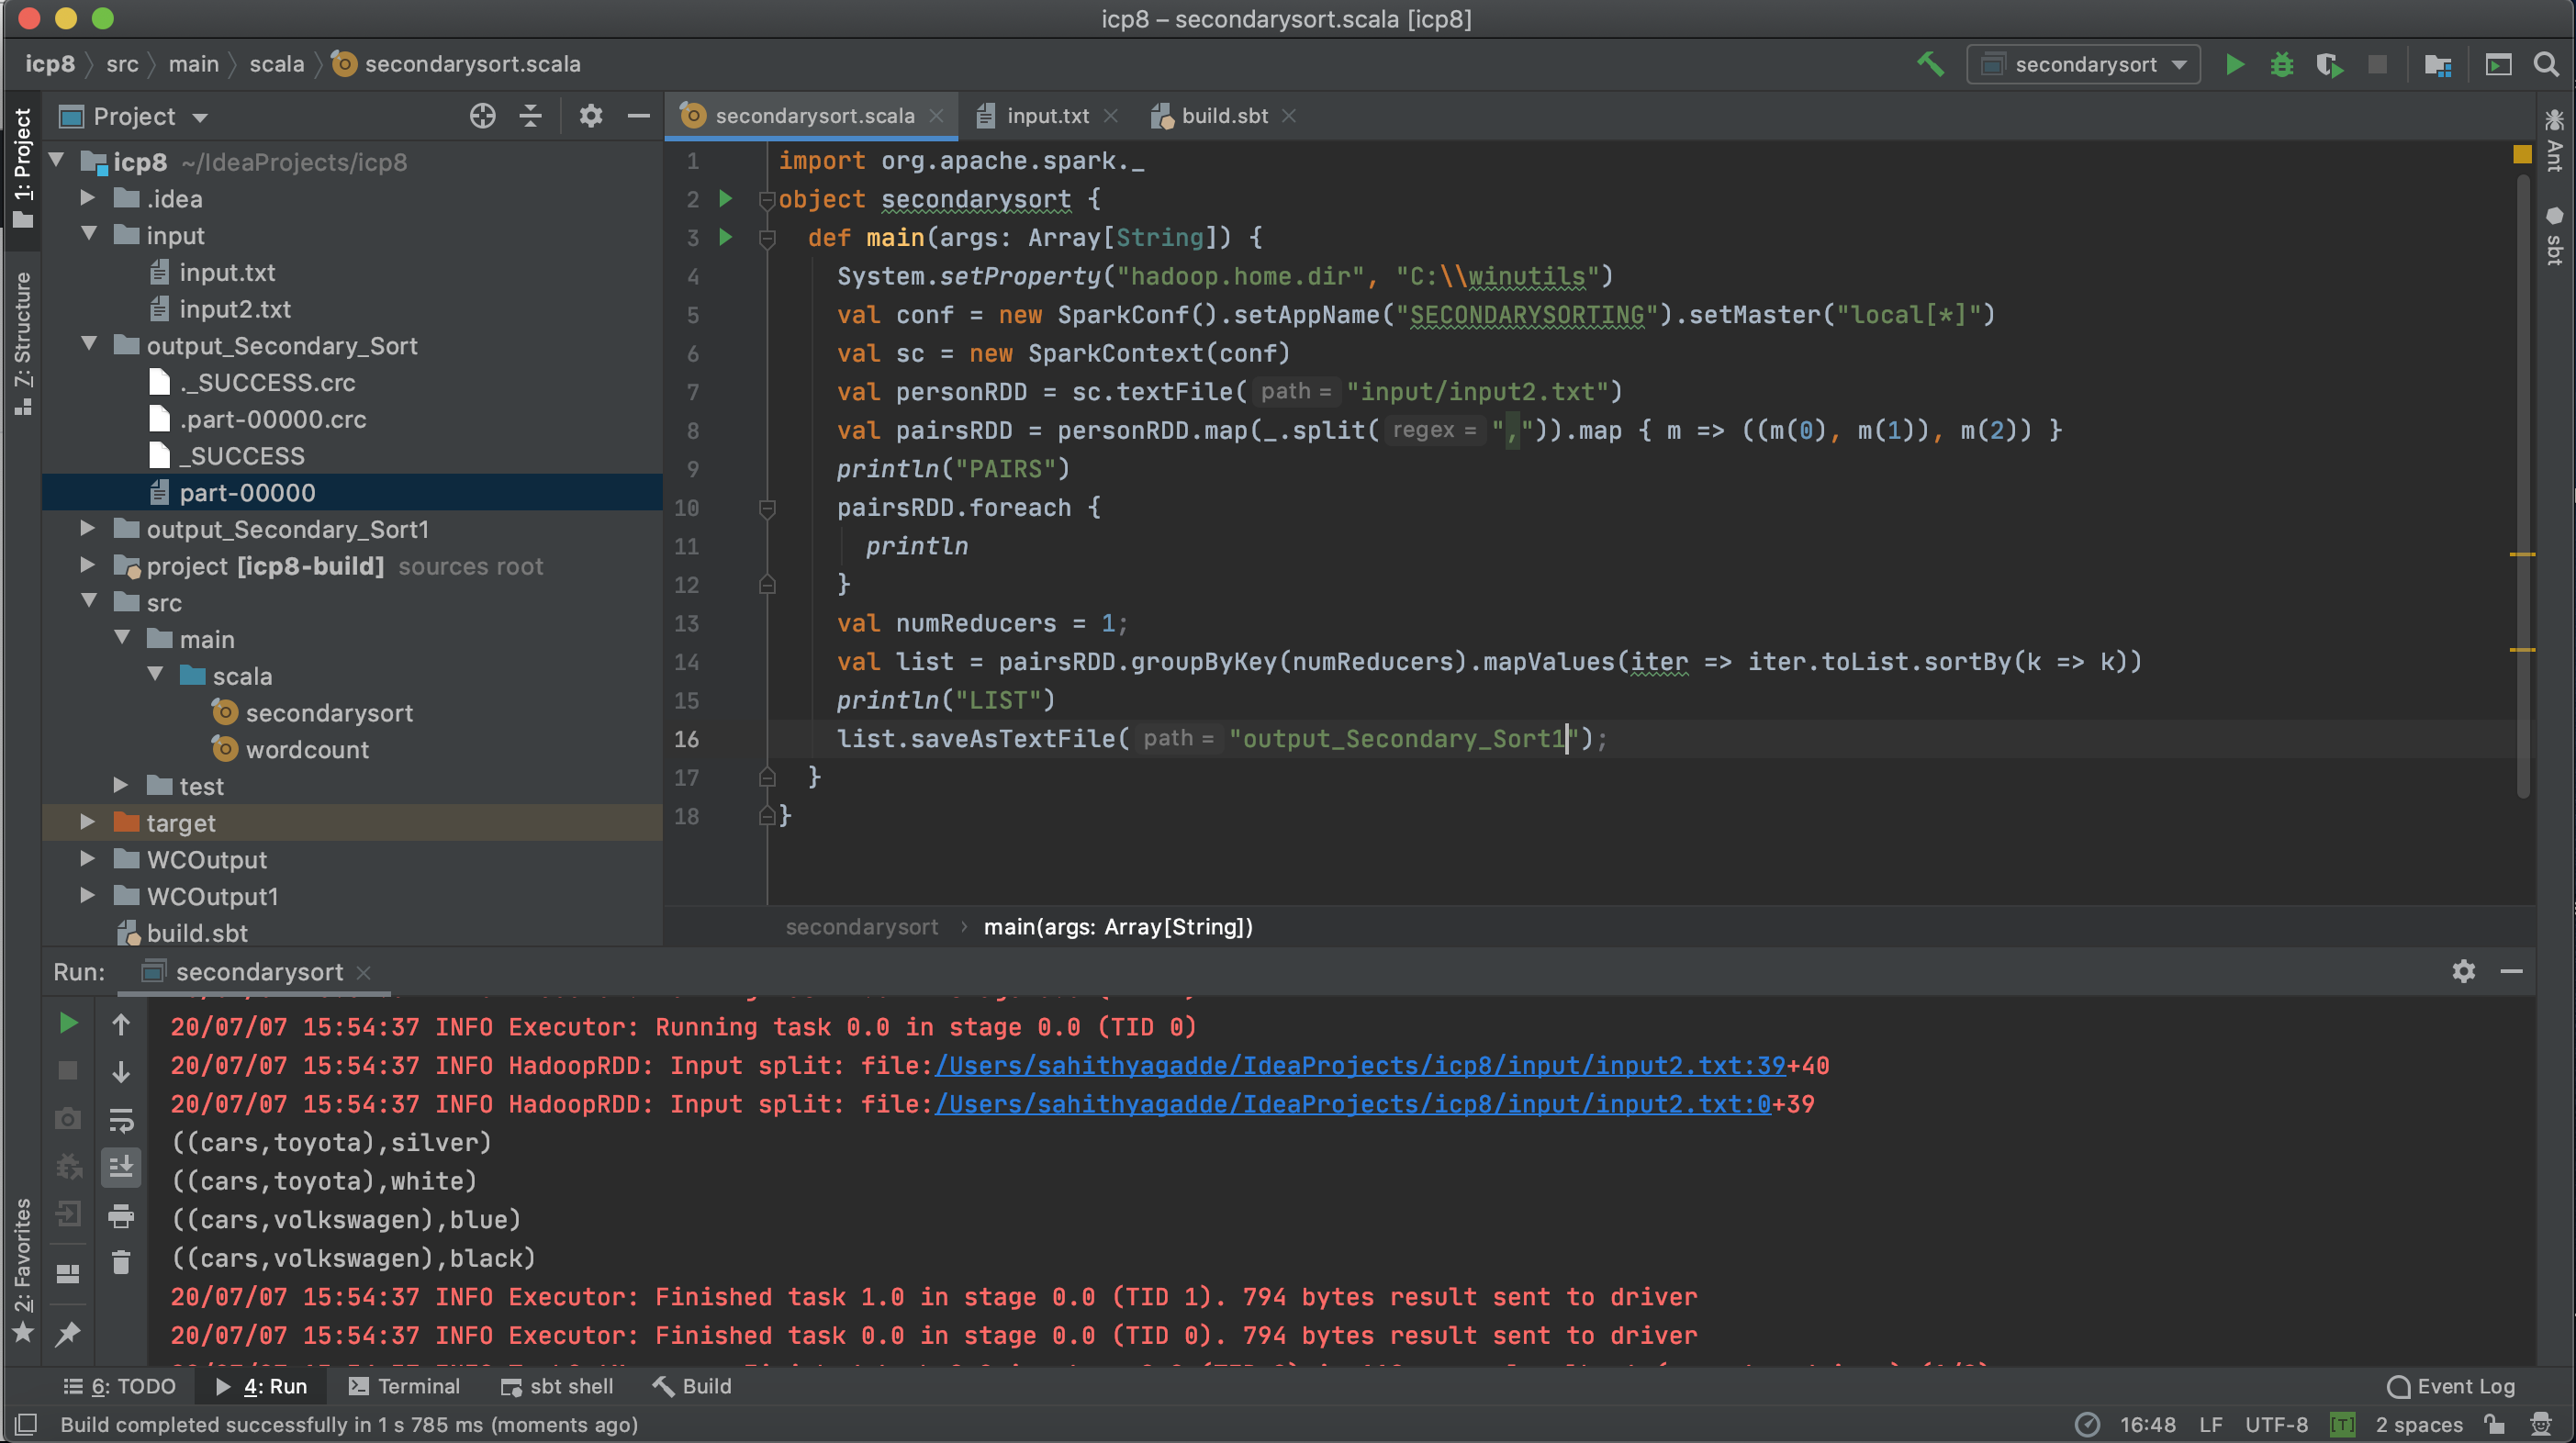 icp8 – secondarysort.scala [icp8]
icp8 src main scala secondarysort.scala
secondarysort
1: Project
Z: Structure
2: Favorites
Project
icp8 ~/IdeaProjects/icp8
.idea
input
input.txt
input2.txt
output_Secondary_Sort
._SUCCESS.crc
.part-00000.crc
_SUCCESS
part-00000
output_Secondary_Sort1
project [icp8-build] sources root
src
main
scala
secondarysort
wordcount
test
target
WCOutput
WCOutput1
build.sbt
secondarysort.scala input.txt build.sbt
1 import org.apache.spark._
2 object secondarysort {
3 def main(args: Array[String]) {
4 System.setProperty("hadoop.home.dir", "C:\\winutils")
5 val conf = new SparkConf().setAppName("SECONDARYSORTING").setMaster("local[*]")
6 val sc = new SparkContext(conf)
7 val personRDD = sc.textFile( path = "input/input2.txt")
8 val pairsRDD = personRDD.map(_.split( regex = ",")).map { m => ((m(0), m(1)), m(2)) }
9 println("PAIRS")
10 pairsRDD.foreach {
11 println
12 }
13 val numReducers = 1;
14 val list = pairsRDD.groupByKey(numReducers).mapValues(iter => iter.toList.sortBy(k => k))
15 println("LIST")
16 list.saveAsTextFile( path = "output_Secondary_Sort1");
17 }
18 }
secondarysort › main(args: Array[String])
Ant
sbt
Run: secondarysort
20/07/07 15:54:37 INFO Executor: Running task 0.0 in stage 0.0 (TID 0)
20/07/07 15:54:37 INFO HadoopRDD: Input split: file:/Users/sahithyagadde/IdeaProjects/icp8/input/input2.txt:39+40
20/07/07 15:54:37 INFO HadoopRDD: Input split: file:/Users/sahithyagadde/IdeaProjects/icp8/input/input2.txt:0+39
((cars,toyota),silver)
((cars,toyota),white)
((cars,volkswagen),blue)
((cars,volkswagen),black)
20/07/07 15:54:37 INFO Executor: Finished task 1.0 in stage 0.0 (TID 1). 794 bytes result sent to driver
20/07/07 15:54:37 INFO Executor: Finished task 0.0 in stage 0.0 (TID 0). 794 bytes result sent to driver
6: TODO 4: Run Terminal sbt shell Build Event Log
Build completed successfully in 1 s 785 ms (moments ago) 16:48 LF UTF-8 [T] 2 spaces